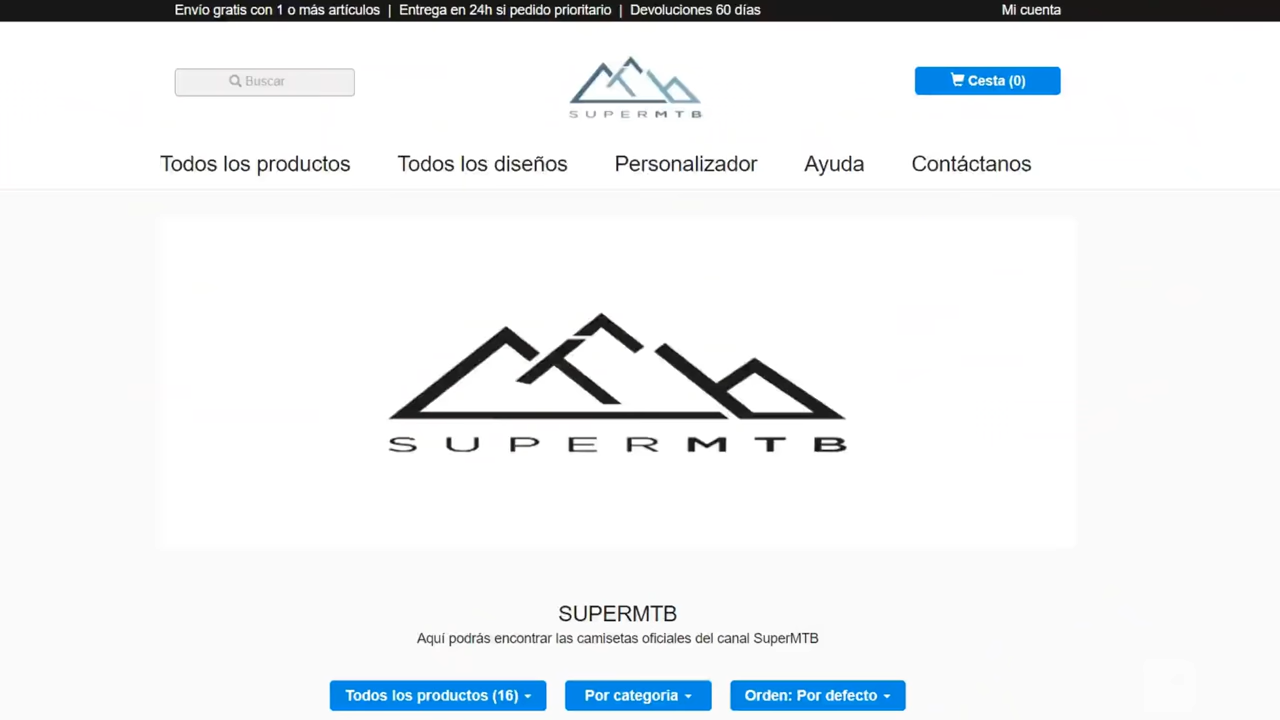 Envío gratis con 1 o más artículos | Entrega en 24h si pedido prioritario | Devoluciones 60 días
Mi cuenta
Buscar
SUPERMTB
Cesta (0)
Todos los productos
Todos los diseños
Personalizador
Ayuda
Contáctanos
SUPERMTB
SUPERMTB
Aquí podrás encontrar las camisetas oficiales del canal SuperMTB
Todos los productos (16)
Por categoria
Orden: Por defecto